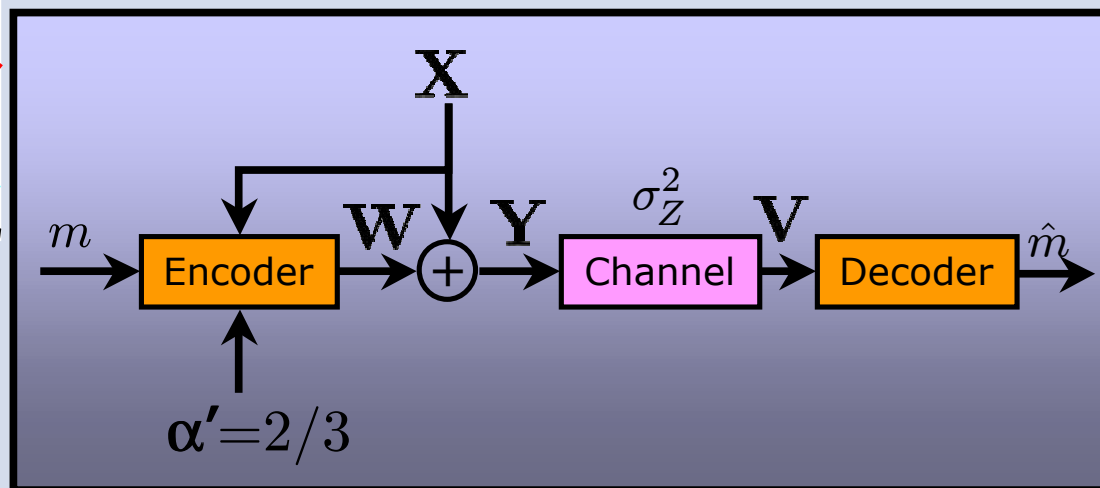 X
σ_Z^2
m W Y V m̂
Encoder + Channel Decoder
α′=2/3